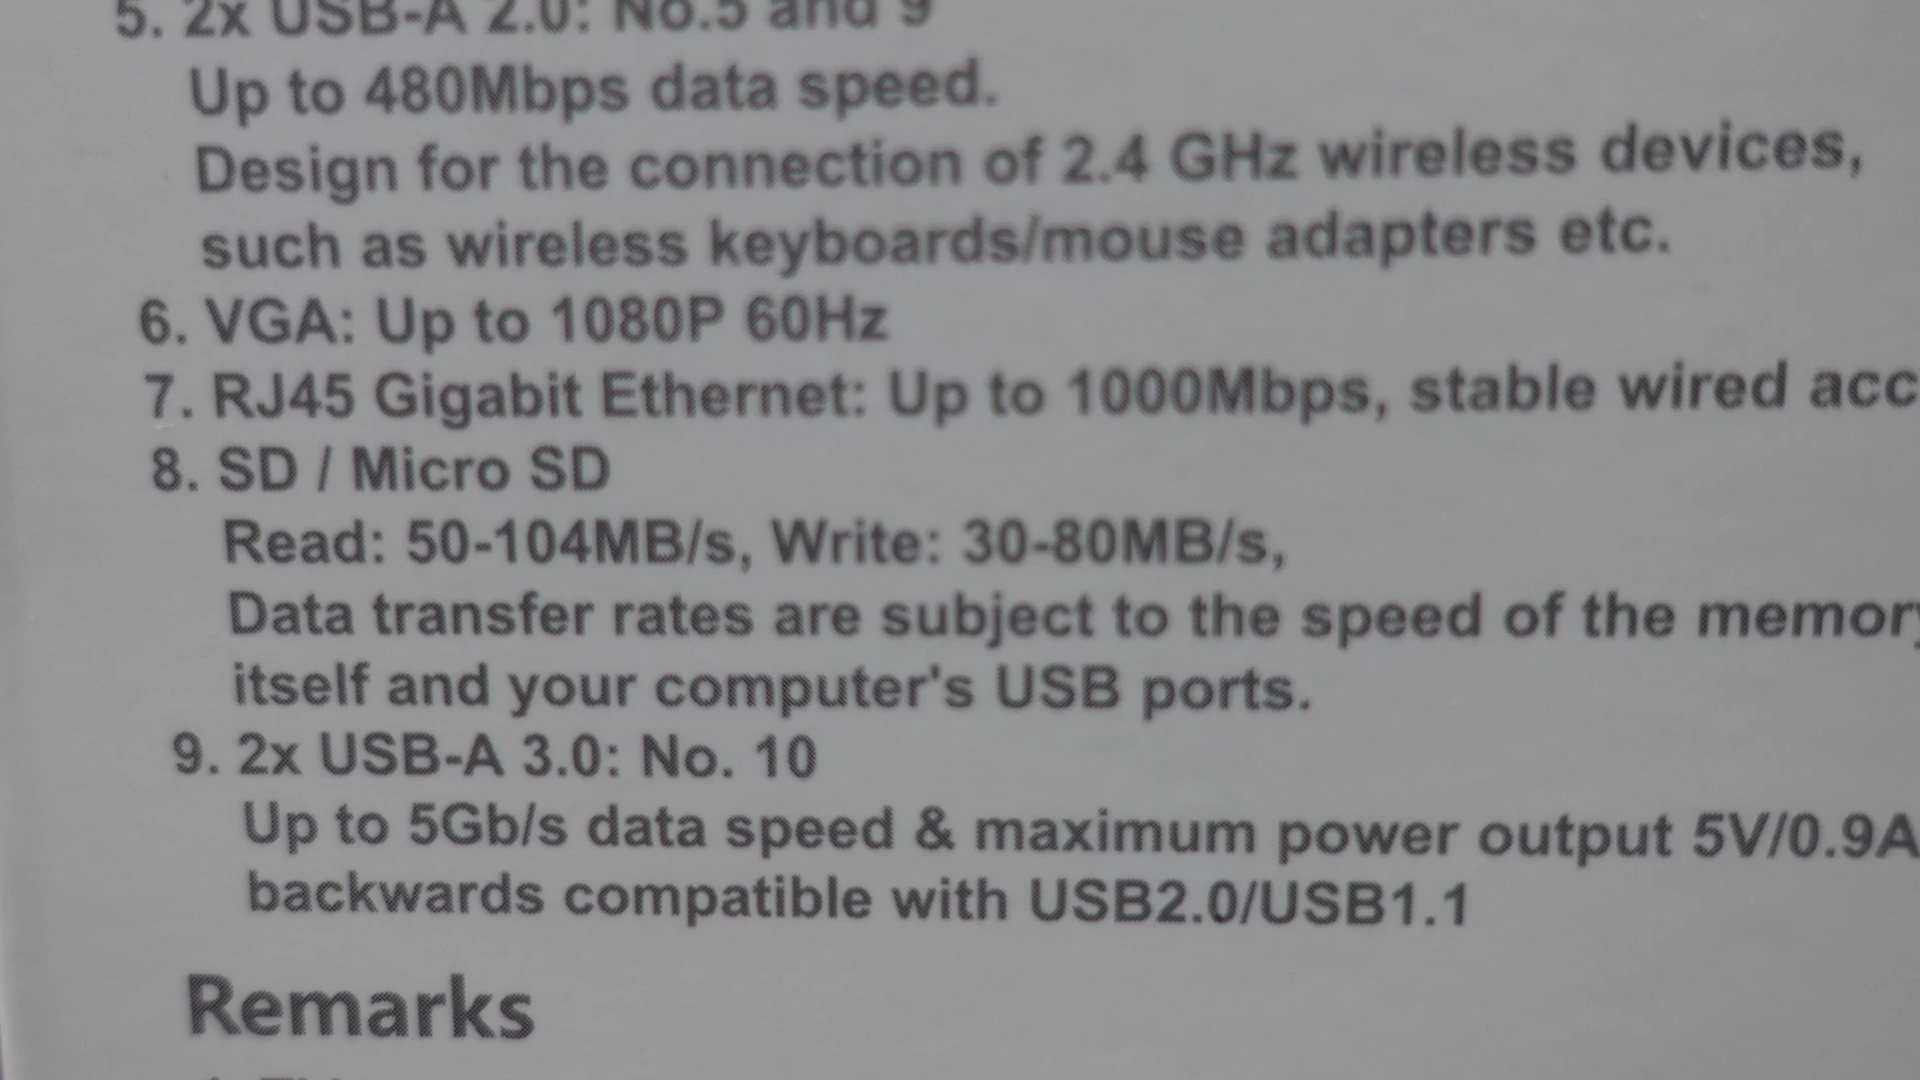 5. 2x USB-A 2.0: No.5 and 9
Up to 480Mbps data speed.
Design for the connection of 2.4 GHz wireless devices,
such as wireless keyboards/mouse adapters etc.
6. VGA: Up to 1080P 60Hz
7. RJ45 Gigabit Ethernet: Up to 1000Mbps, stable wired acc
8. SD / Micro SD
Read: 50-104MB/s, Write: 30-80MB/s,
Data transfer rates are subject to the speed of the memory
itself and your computer's USB ports.
9. 2x USB-A 3.0: No. 10
Up to 5Gb/s data speed & maximum power output 5V/0.9A
backwards compatible with USB2.0/USB1.1
Remarks